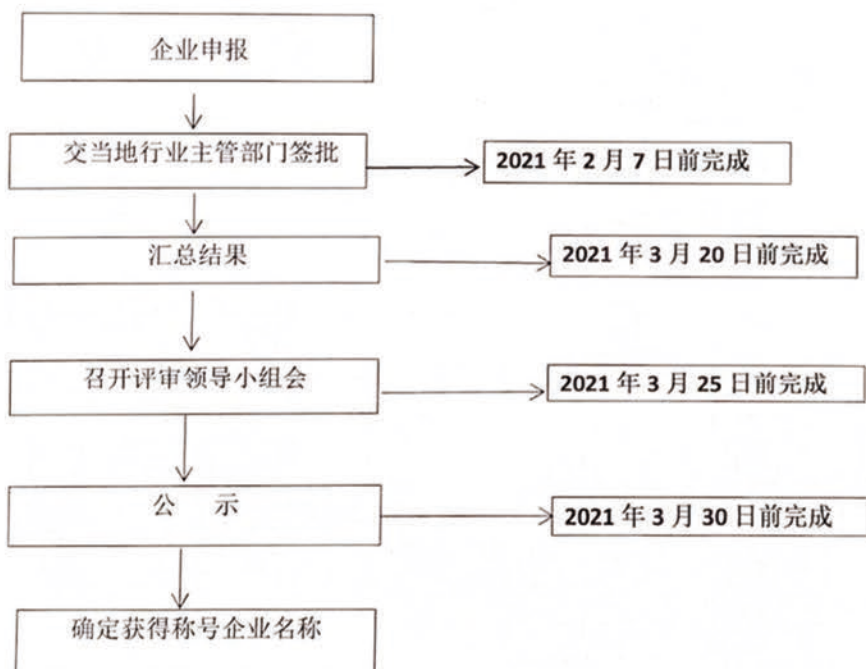 企业申报
交当地行业主管部门签批
2021 年 2 月 7 日前完成
汇总结果
2021 年 3 月 20 日前完成
召开评审领导小组会
2021 年 3 月 25 日前完成
公 示
2021 年 3 月 30 日前完成
确定获得称号企业名称